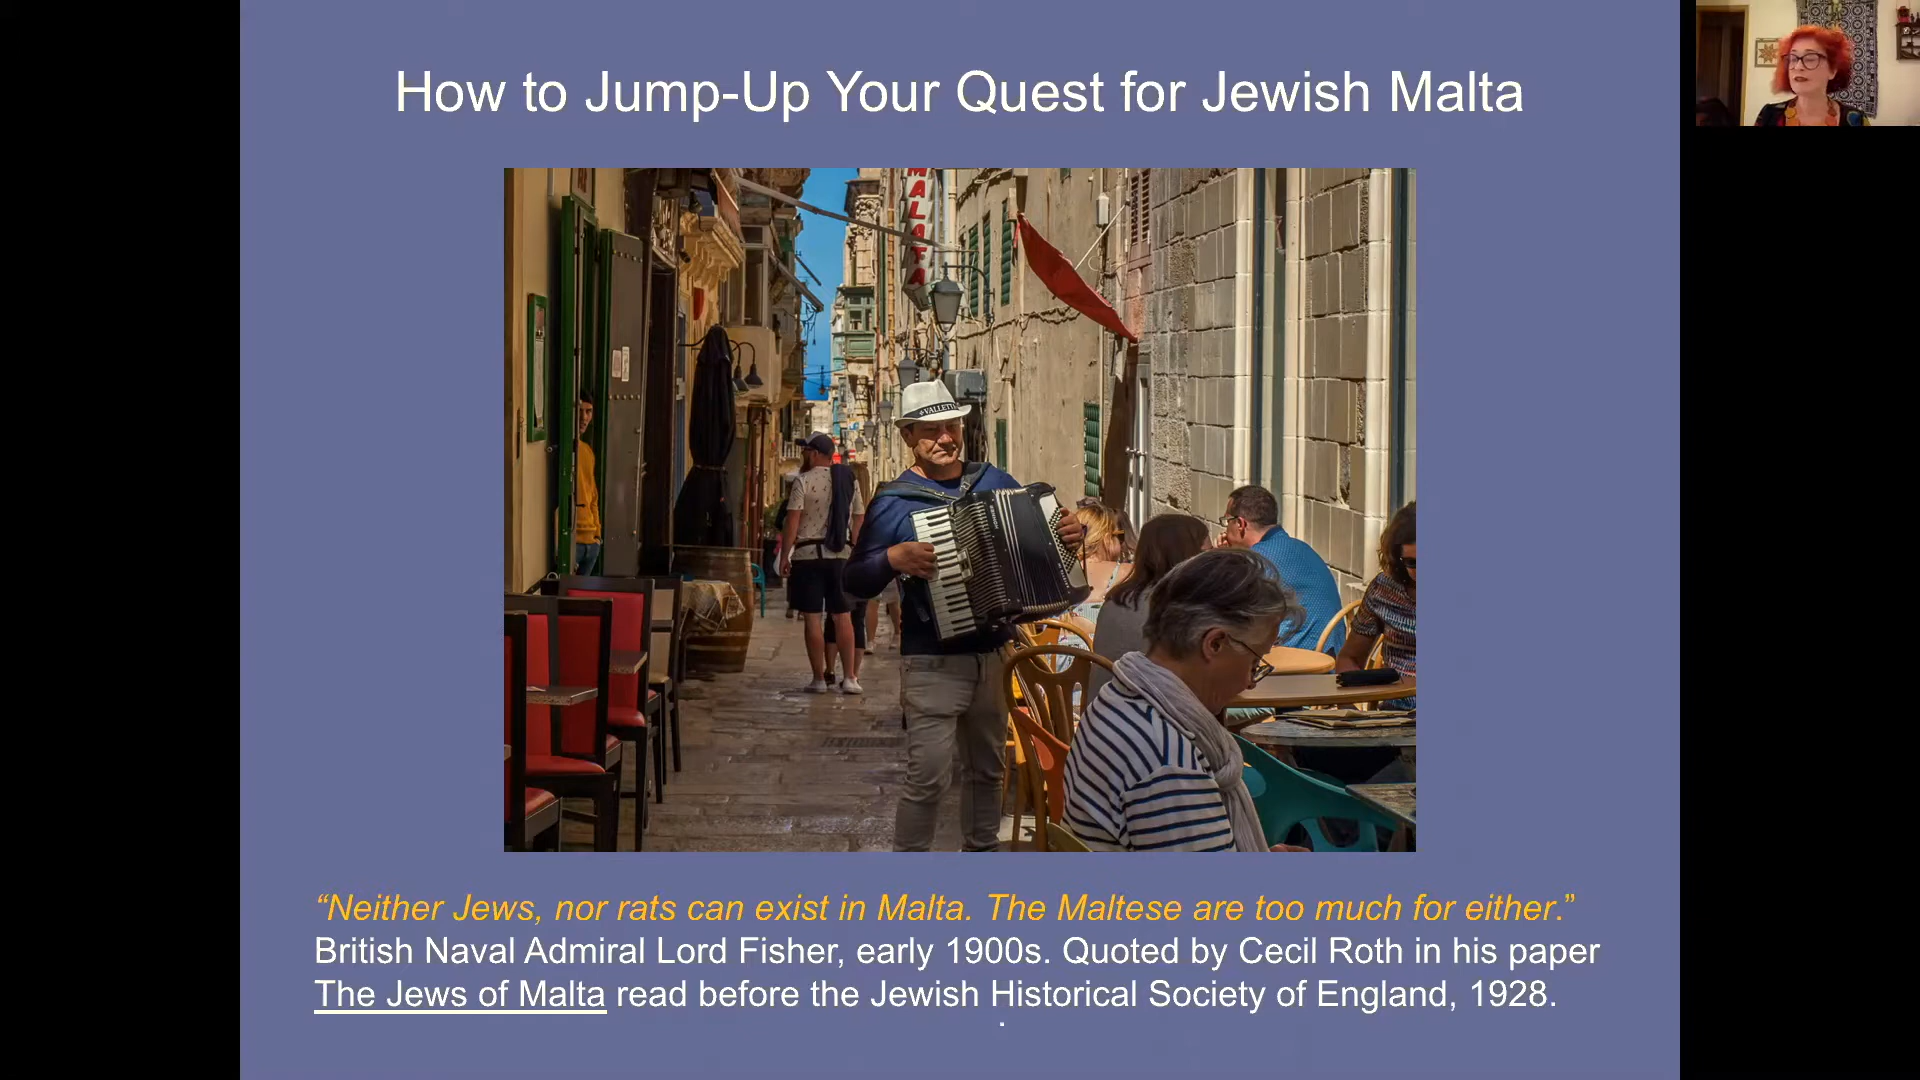 How to Jump-Up Your Quest for Jewish Malta
MALATA
#VALLETTA
“Neither Jews, nor rats can exist in Malta. The Maltese are too much for either.”
British Naval Admiral Lord Fisher, early 1900s. Quoted by Cecil Roth in his paper
The Jews of Malta read before the Jewish Historical Society of England, 1928.
.